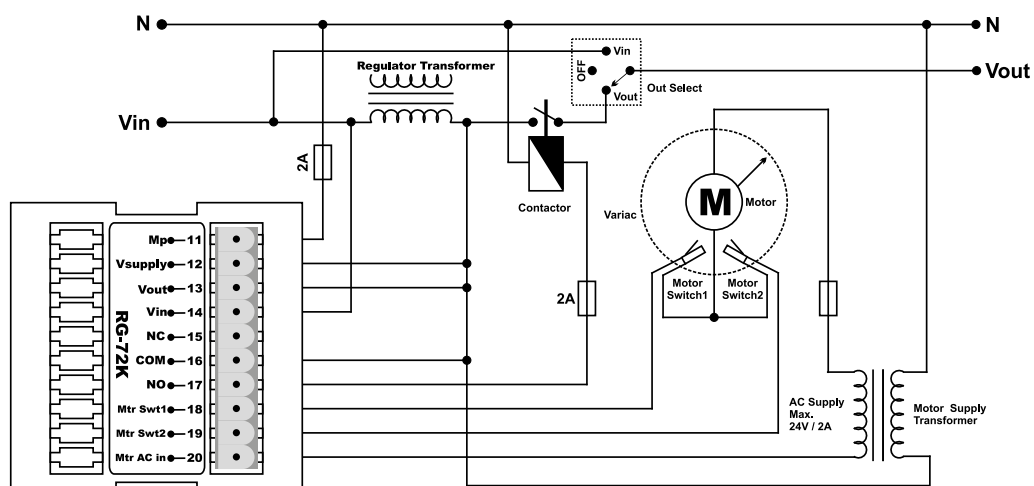 N
N
Vin
Regulator Transformer
OFF
Vout
Out Select
Vout
Vin
2A
Contactor
M
Motor
Variac
Motor
Switch1
Motor
Switch2
2A
RG-72K
Mp 11
Vsupply 12
Vout 13
Vin 14
NC 15
COM 16
NO 17
Mtr Swt1 18
Mtr Swt2 19
Mtr AC in 20
AC Supply
Max.
24V / 2A
Motor Supply
Transformer